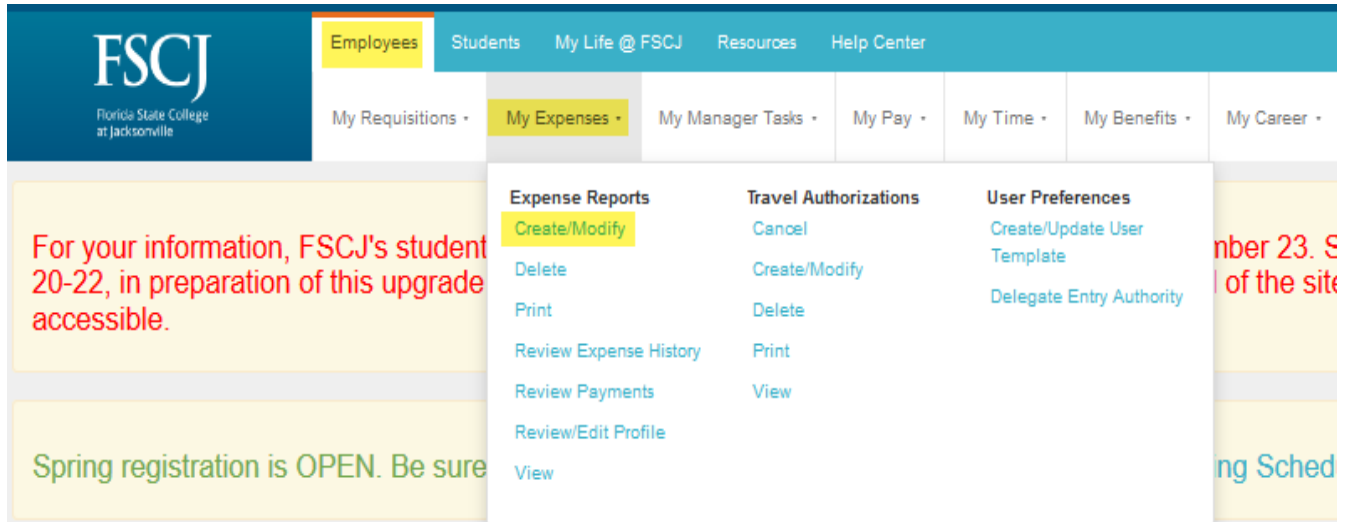 FSCJ
Florida State College
at Jacksonville
Employees Students My Life @ FSCJ Resources Help Center
My Requisitions My Expenses My Manager Tasks My Pay My Time My Benefits My Career
Expense Reports
Create/Modify
Delete
Print
Review Expense History
Review Payments
Review/Edit Profile
View
Travel Authorizations
Cancel
Create/Modify
Delete
Print
View
User Preferences
Create/Update User
Template
Delegate Entry Authority
For your information, FSCJ's student mber 23. S
20-22, in preparation of this upgrade of the site
accessible.
Spring registration is OPEN. Be sure ng Sched